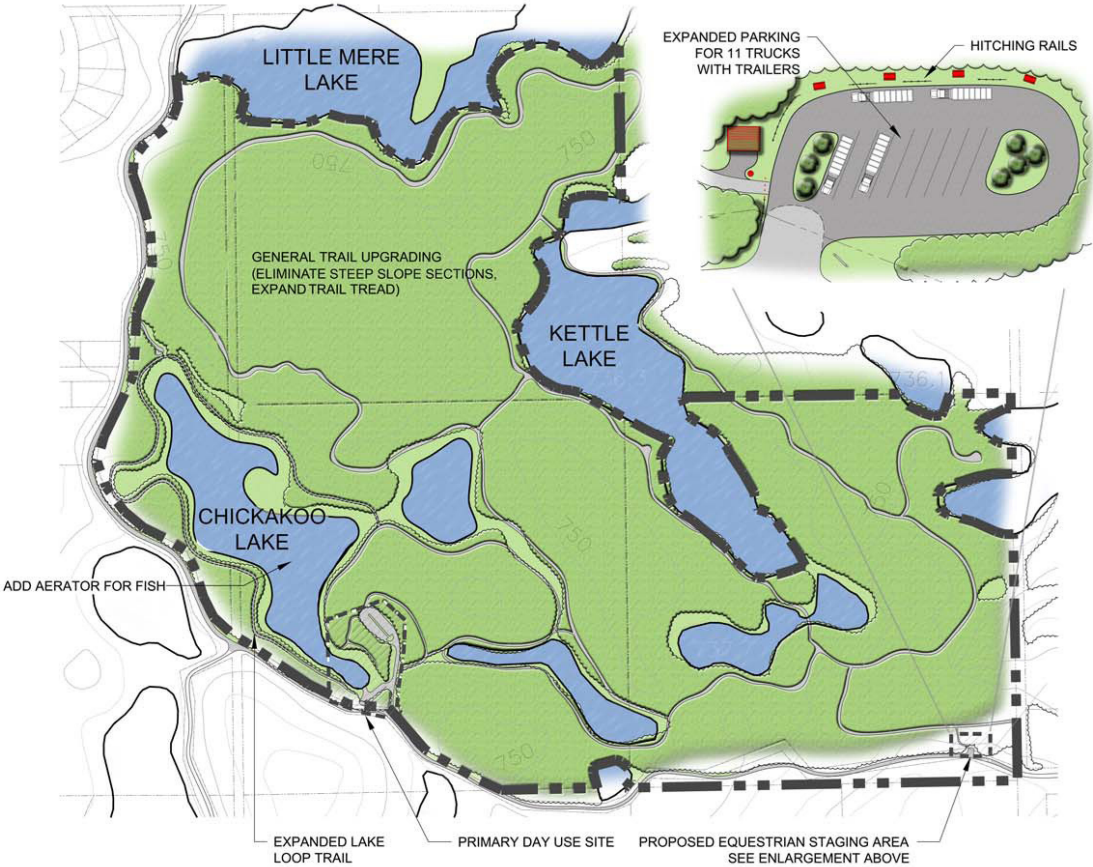 LITTLE MERE
LAKE
EXPANDED PARKING
FOR 11 TRUCKS
WITH TRAILERS
HITCHING RAILS
750
750
GENERAL TRAIL UPGRADING
(ELIMINATE STEEP SLOPE SECTIONS,
EXPAND TRAIL TREAD)
KETTLE
LAKE
736.1
CHICKAKOO
LAKE
750
ADD AERATOR FOR FISH
750
EXPANDED LAKE
LOOP TRAIL
PRIMARY DAY USE SITE
PROPOSED EQUESTRIAN STAGING AREA
SEE ENLARGEMENT ABOVE